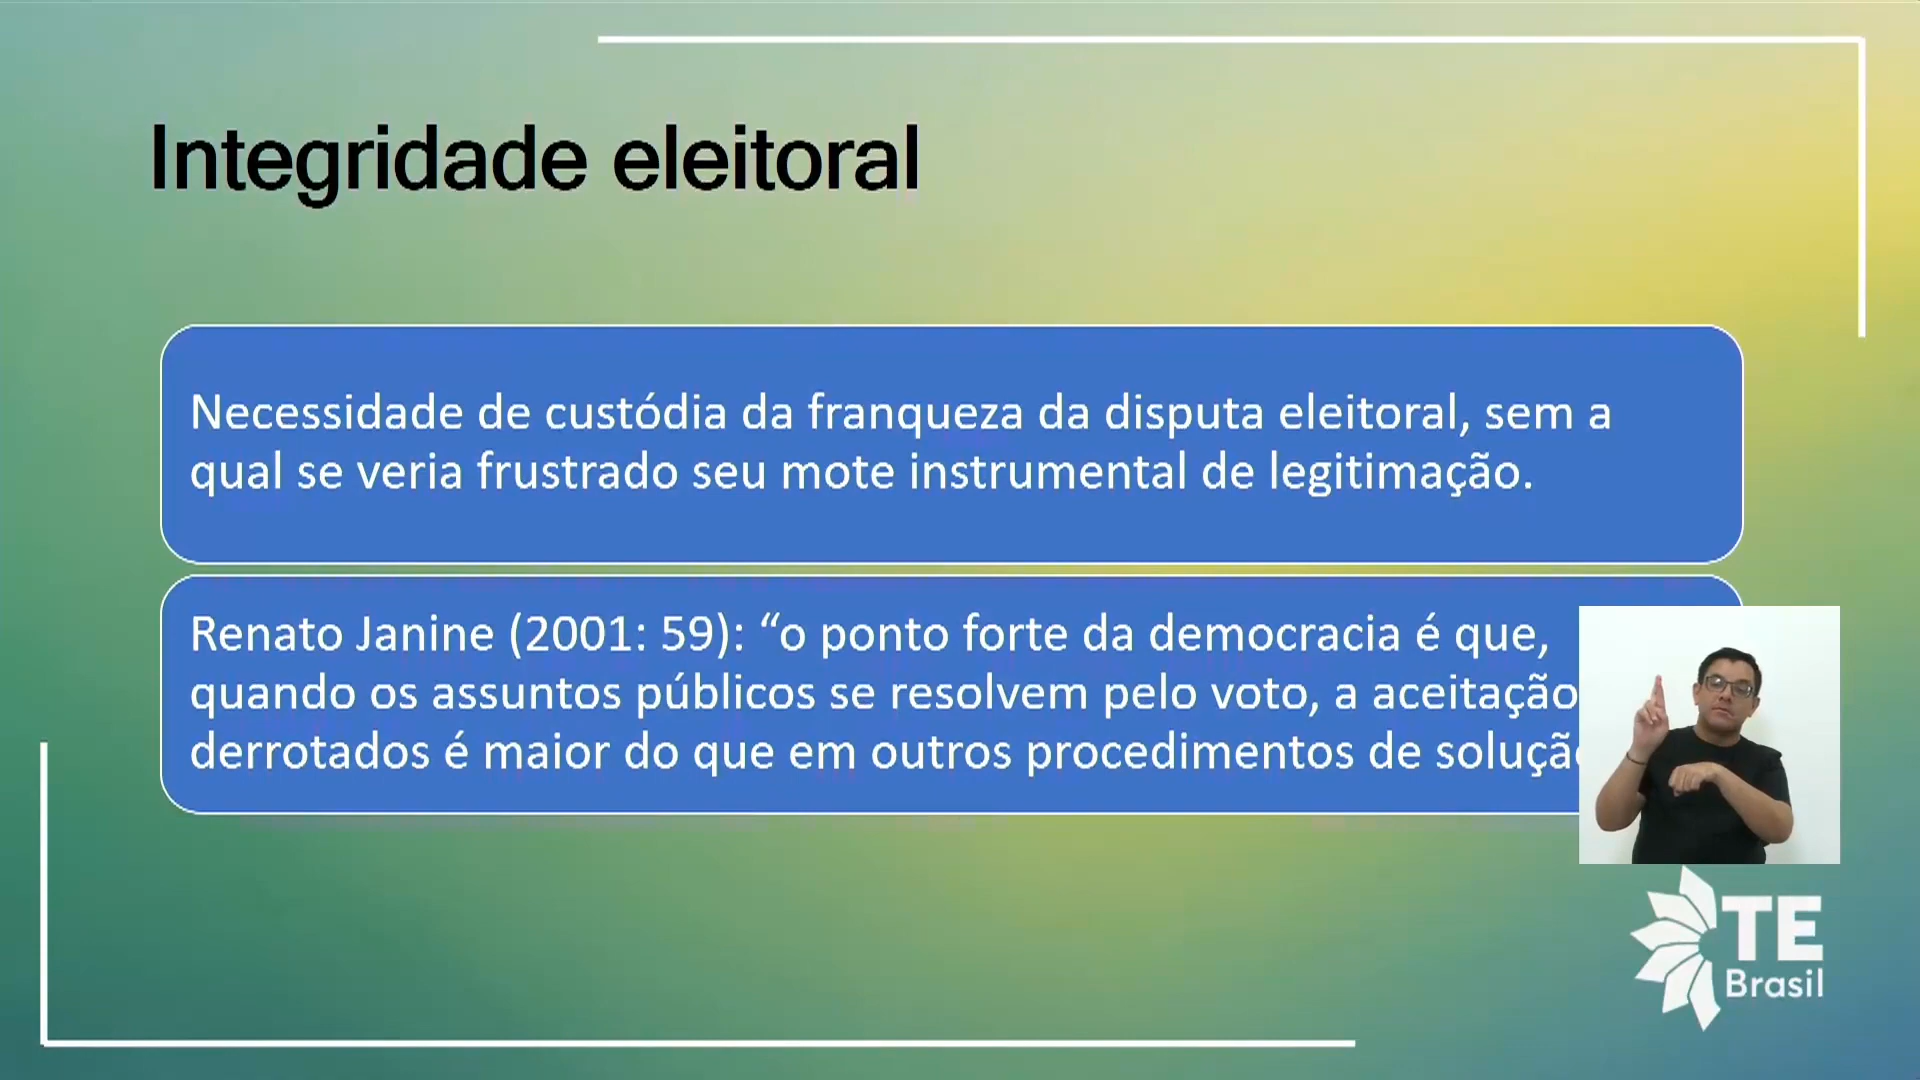 Integridade eleitoral
Necessidade de custódia da franqueza da disputa eleitoral, sem a
qual se veria frustrado seu mote instrumental de legitimação.
Renato Janine (2001: 59): “o ponto forte da democracia é que,
quando os assuntos públicos se resolvem pelo voto, a aceitação
derrotados é maior do que em outros procedimentos de
TE
Brasil